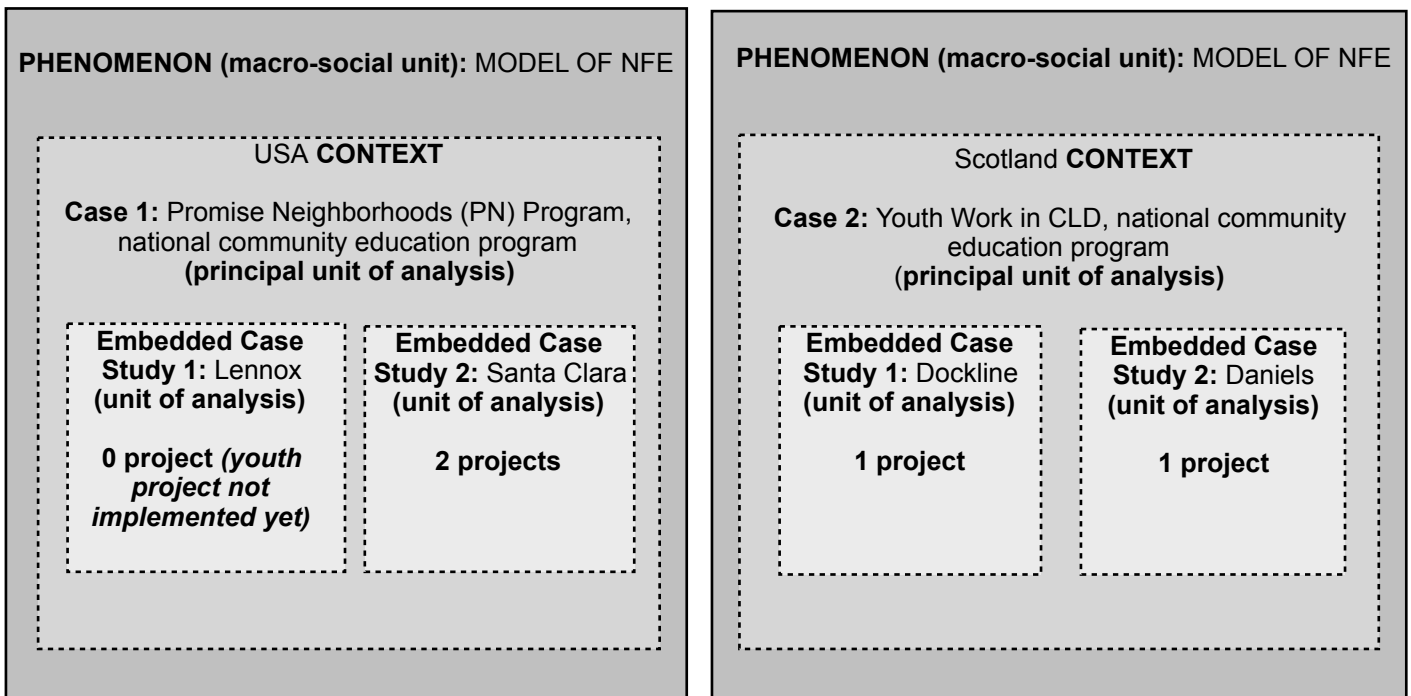 PHENOMENON (macro-social unit): MODEL OF NFE
USA CONTEXT
Case 1: Promise Neighborhoods (PN) Program,
national community education program
(principal unit of analysis)
Embedded Case
Study 1: Lennox
(unit of analysis)
0 project (youth
project not
implemented yet)
Embedded Case
Study 2: Santa Clara
(unit of analysis)
2 projects
PHENOMENON (macro-social unit): MODEL OF NFE
Scotland CONTEXT
Case 2: Youth Work in CLD, national community
education program
(principal unit of analysis)
Embedded Case
Study 1: Dockline
(unit of analysis)
1 project
Embedded Case
Study 2: Daniels
(unit of analysis)
1 project